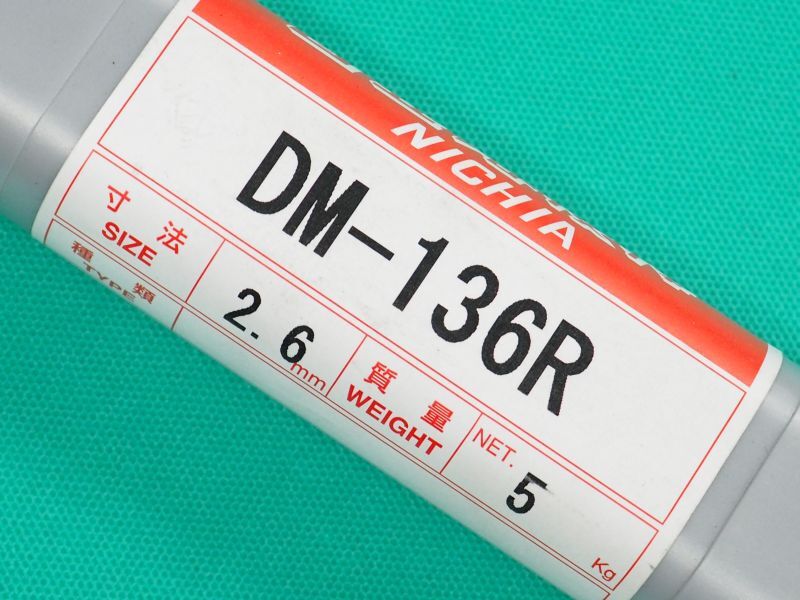 NICHIA
DM-136R
寸法 2.6mm 質量 NET. 5 Kg
SIZE WEIGHT
種類
TYPE